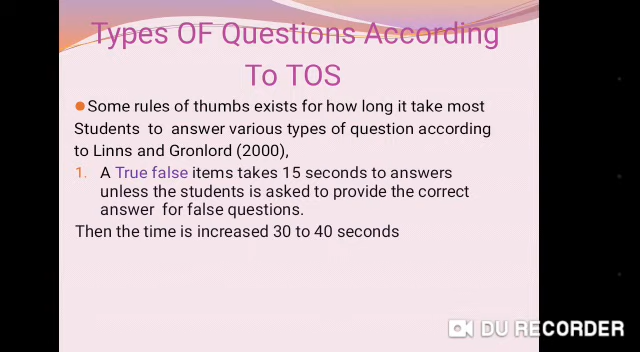 Types OF Questions According
To TOS
Some rules of thumbs exists for how long it take most
Students to answer various types of question according
to Linns and Gronlord (2000),
1. A True false items takes 15 seconds to answers
unless the students is asked to provide the correct
answer for false questions.
Then the time is increased 30 to 40 seconds
DU RECORDER